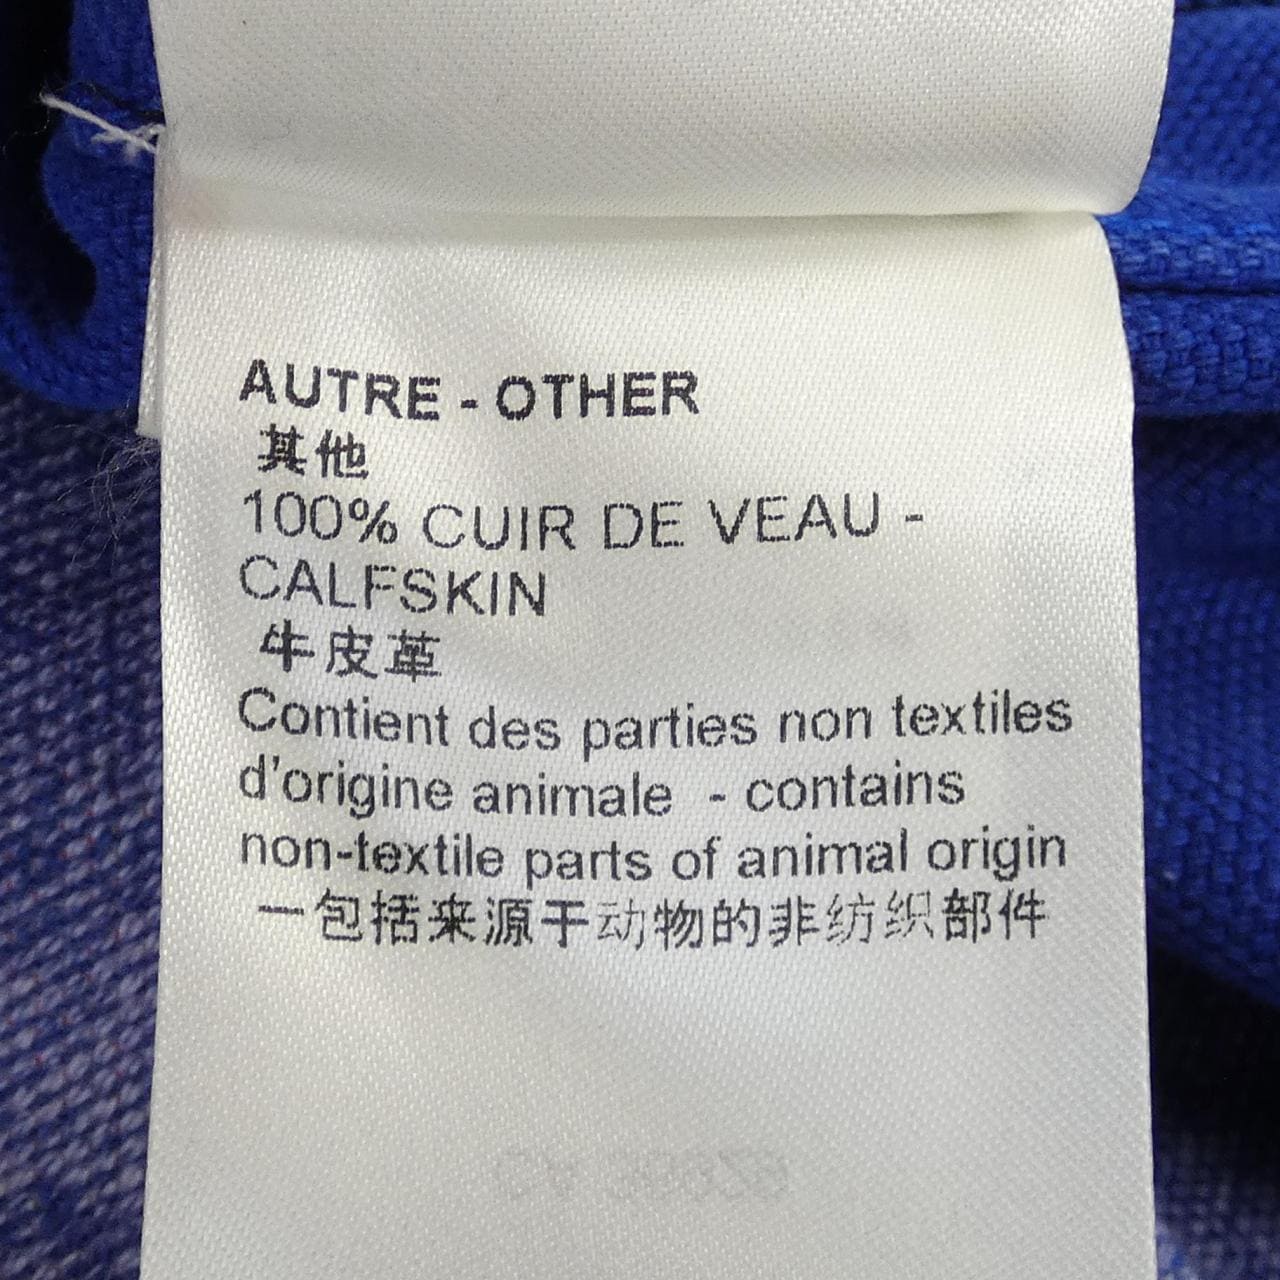 AUTRE - OTHER
其他
100% CUIR DE VEAU -
CALFSKIN
牛皮革
Contient des parties non textiles
d'origine animale - contains
non-textile parts of animal origin
一包括来源于动物的非纺织部件